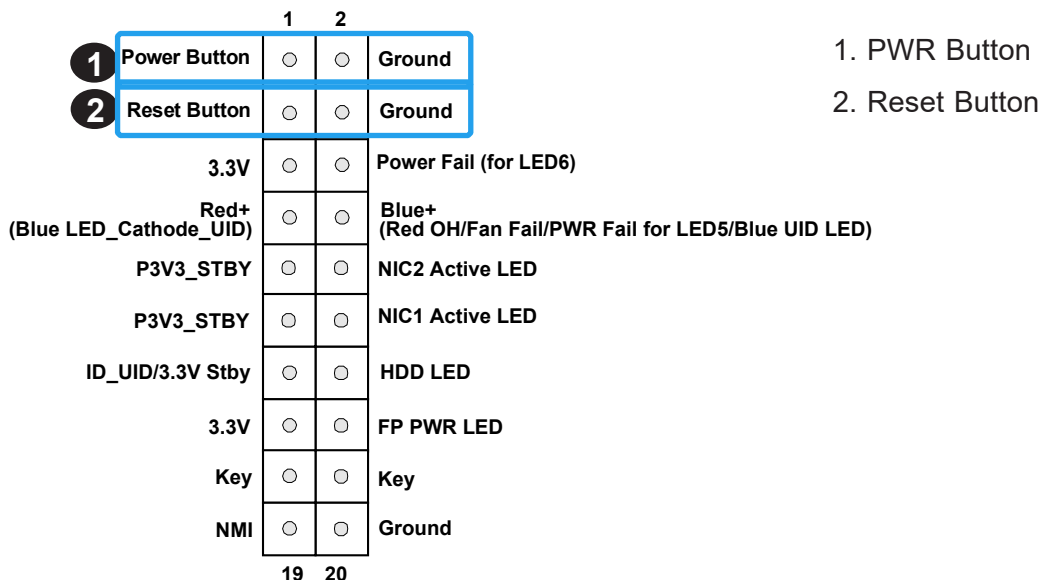 1 2
1 Power Button Ground
2 Reset Button Ground
3.3V Power Fail (for LED6)
Red+ Blue+
(Blue LED_Cathode_UID) (Red OH/Fan Fail/PWR Fail for LED5/Blue UID LED)
P3V3_STBY NIC2 Active LED
P3V3_STBY NIC1 Active LED
ID_UID/3.3V Stby HDD LED
3.3V FP PWR LED
Key Key
NMI Ground
19 20
1. PWR Button
2. Reset Button